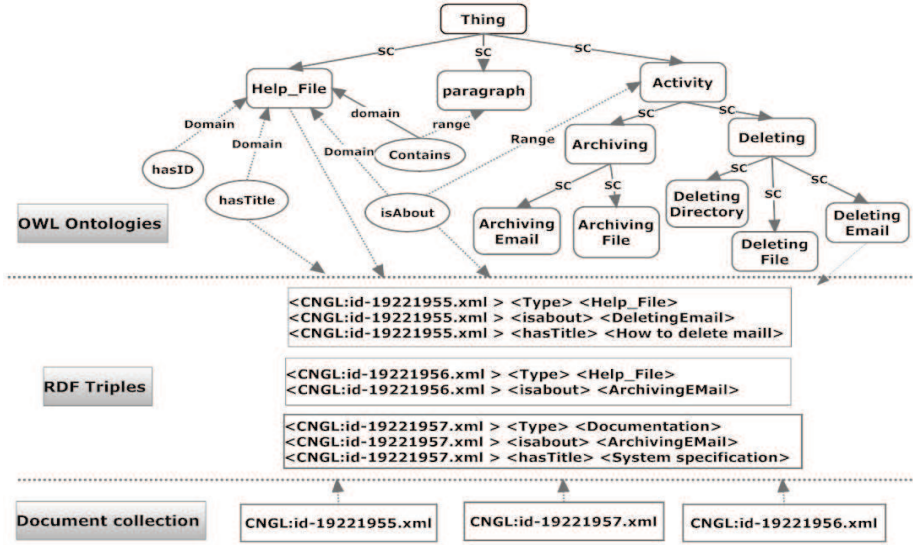 Thing
SC
SC
SC
Help_File
paragraph
Activity
Domain
Domain
domain
range
Domain
Range
SC
SC
hasID
Contains
Archiving
Deleting
hasTitle
isAbout
SC
SC
SC
SC
SC
OWL Ontologies
Archiving
Email
Archiving
File
Deleting
Directory
Deleting
File
Deleting
Email
<CNGL:id-19221955.xml > <Type> <Help_File>
<CNGL:id-19221955.xml > <isabout> <DeletingEmail>
<CNGL:id-19221955.xml > <hasTitle> <How to delete maill>
RDF Triples
<CNGL:id-19221956.xml > <Type> <Help_File>
<CNGL:id-19221956.xml > <isabout> <ArchivingEMail>
<CNGL:id-19221957.xml > <Type> <Documentation>
<CNGL:id-19221957.xml > <isabout> <ArchivingEMail>
<CNGL:id-19221957.xml > <hasTitle> <System specification>
Document collection
CNGL:id-19221955.xml
CNGL:id-19221957.xml
CNGL:id-19221956.xml